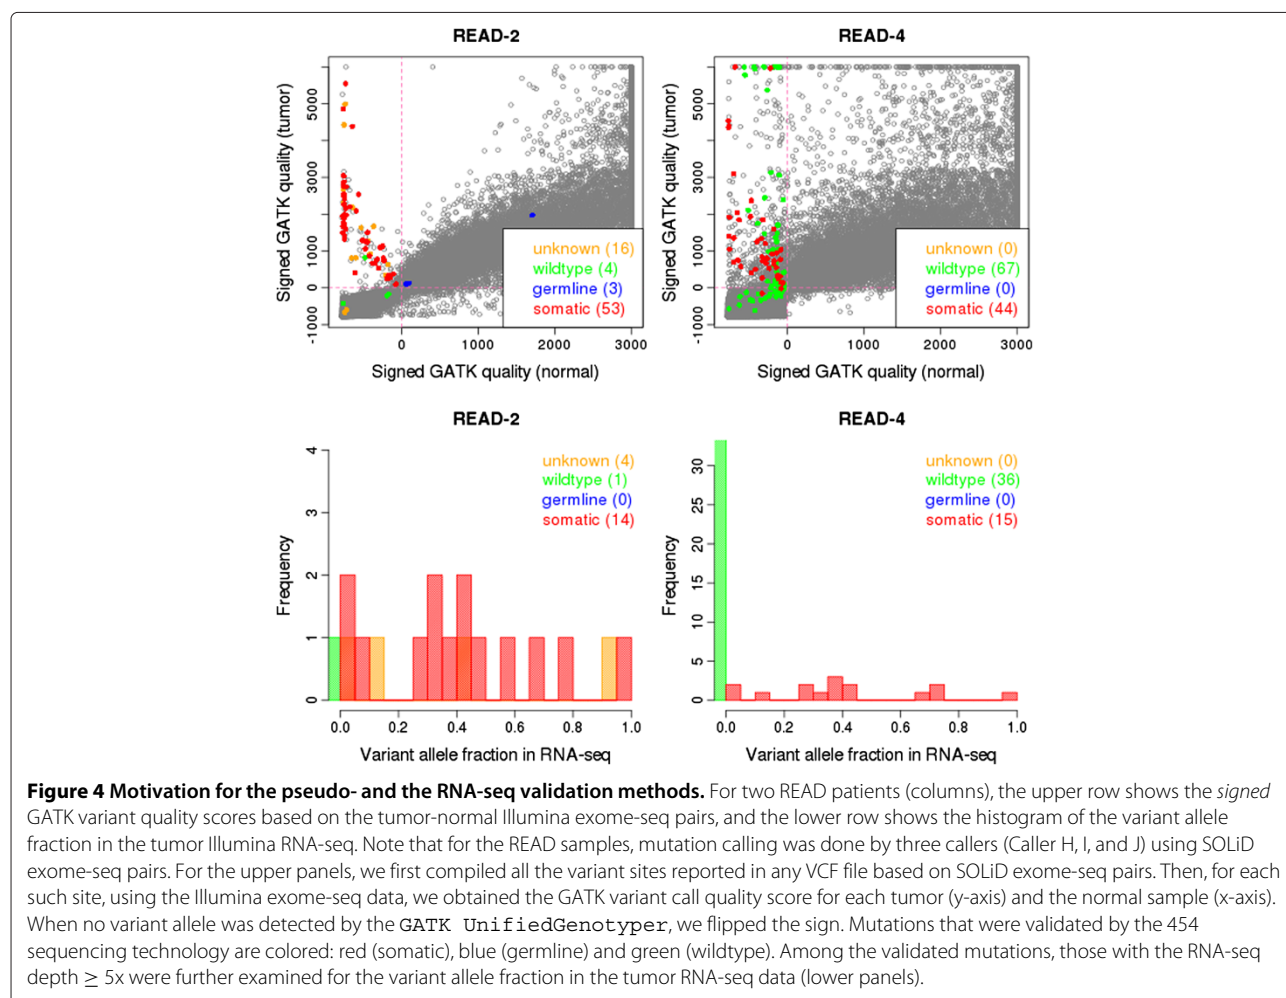 READ-2
READ-4
Signed GATK quality (tumor)
5000
3000
1000
0
-1000
unknown (16)
wildtype (4)
germline (3)
somatic (53)
0
1000
2000
3000
Signed GATK quality (normal)
Signed GATK quality (tumor)
5000
3000
1000
0
-1000
unknown (0)
wildtype (67)
germline (0)
somatic (44)
0
1000
2000
3000
Signed GATK quality (normal)
READ-2
READ-4
Frequency
4
3
2
1
0
unknown (4)
wildtype (1)
germline (0)
somatic (14)
0.0
0.2
0.4
0.6
0.8
1.0
Variant allele fraction in RNA-seq
Frequency
30
25
20
15
10
5
0
unknown (0)
wildtype (36)
germline (0)
somatic (15)
0.0
0.2
0.4
0.6
0.8
1.0
Variant allele fraction in RNA-seq
Figure 4 Motivation for the pseudo- and the RNA-seq validation methods. For two READ patients (columns), the upper row shows the signed
GATK variant quality scores based on the tumor-normal Illumina exome-seq pairs, and the lower row shows the histogram of the variant allele
fraction in the tumor Illumina RNA-seq. Note that for the READ samples, mutation calling was done by three callers (Caller H, I, and J) using SOLiD
exome-seq pairs. For the upper panels, we first compiled all the variant sites reported in any VCF file based on SOLiD exome-seq pairs. Then, for each
such site, using the Illumina exome-seq data, we obtained the GATK variant call quality score for each tumor (y-axis) and the normal sample (x-axis).
When no variant allele was detected by the GATK UnifiedGenotyper, we flipped the sign. Mutations that were validated by the 454
sequencing technology are colored: red (somatic), blue (germline) and green (wildtype). Among the validated mutations, those with the RNA-seq
depth ≥ 5x were further examined for the variant allele fraction in the tumor RNA-seq data (lower panels).